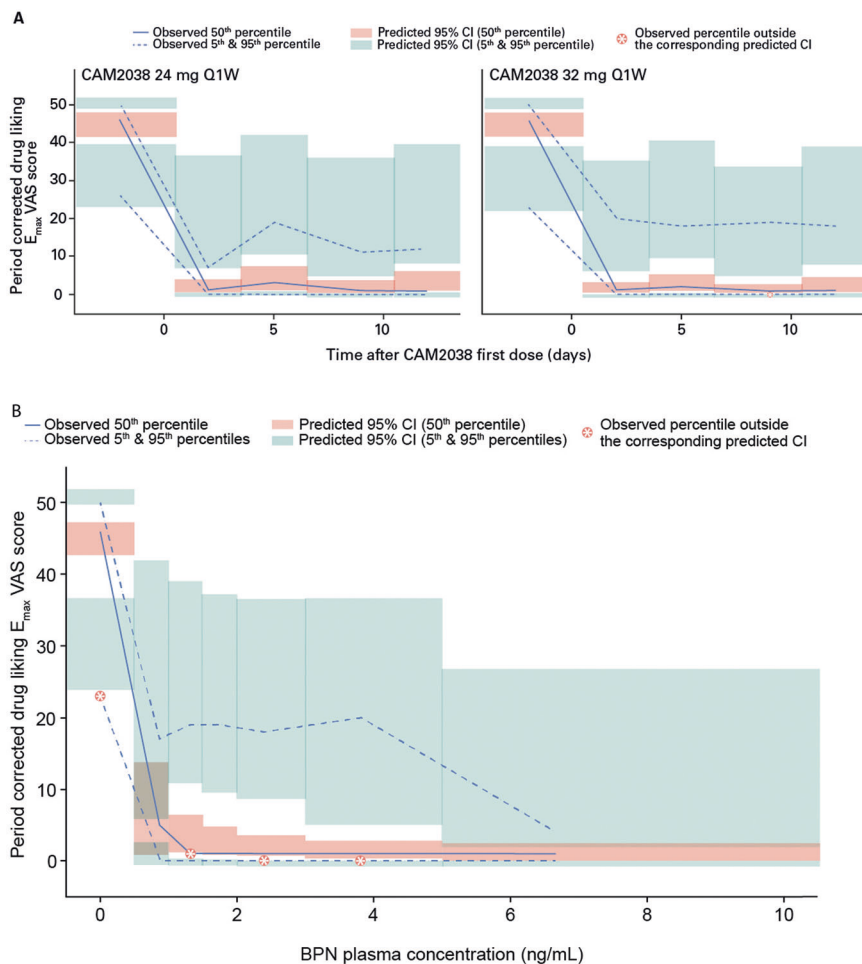 A
Observed 50th percentile
Observed 5th & 95th percentile
Predicted 95% CI (50th percentile)
Predicted 95% CI (5th & 95th percentile)
Observed percentile outside
the corresponding predicted CI
CAM2038 24 mg Q1W
CAM2038 32 mg Q1W
Period corrected drug liking
Emax VAS score
50
40
30
20
10
0
0
5
10
0
5
10
Time after CAM2038 first dose (days)
B
Observed 50th percentile
Observed 5th & 95th percentiles
Predicted 95% CI (50th percentile)
Predicted 95% CI (5th & 95th percentiles)
Observed percentile outside
the corresponding predicted CI
Period corrected drug liking Emax VAS score
50
40
30
20
10
0
0
2
4
6
8
10
BPN plasma concentration (ng/mL)